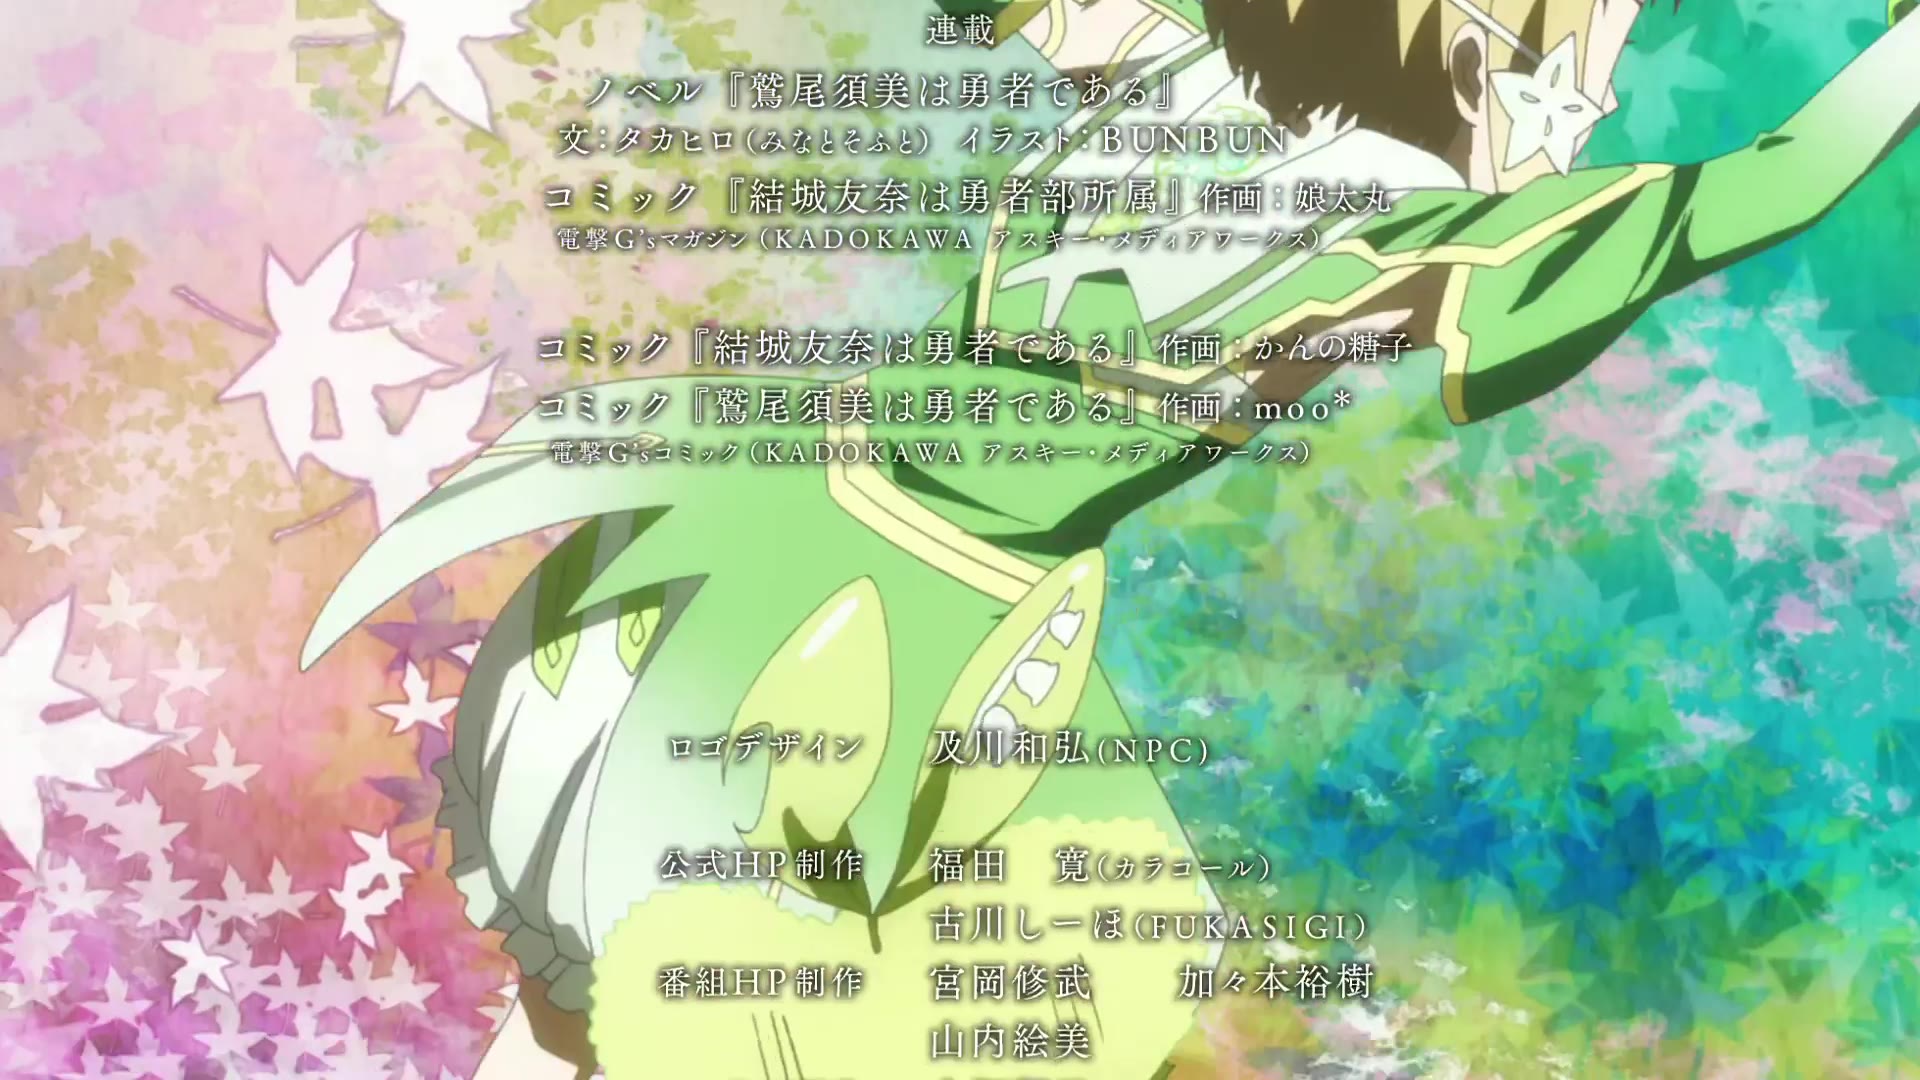 連載
ノベル『鷲尾須美は勇者である』
文：タカヒロ（みなとそふと） イラスト：BUNBUN
コミック『結城友奈は勇者部所属』作画：娘太丸
電撃G'sマガジン（KADOKAWA アスキー・メディアワークス）
コミック『結城友奈は勇者である』作画：かんの糖子
コミック『鷲尾須美は勇者である』作画：moo*
電撃G'sコミック（KADOKAWA アスキー・メディアワークス）
ロゴデザイン 及川和弘（NPC）
公式HP制作 福田 寛（カラコール）
古川しーほ（FUKASIGI）
番組HP制作 宮岡修武 加々本裕樹
山内絵美